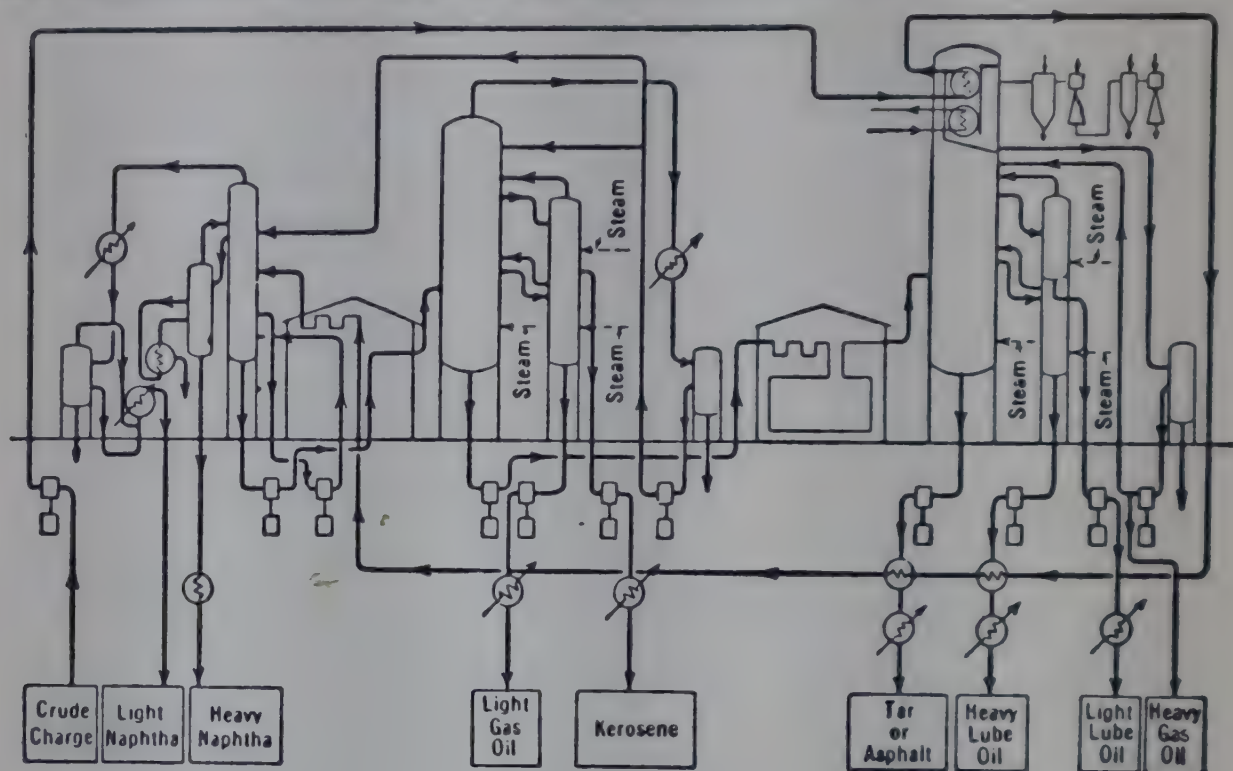 Steam
Steam
Steam
Steam
Steam
Steam
Crude
Charge
Light
Naphtha
Heavy
Naphtha
Light
Gas
Oil
Kerosene
Tar
or
Asphalt
Heavy
Lube
Oil
Light
Lube
Oil
Heavy
Gas
Oil